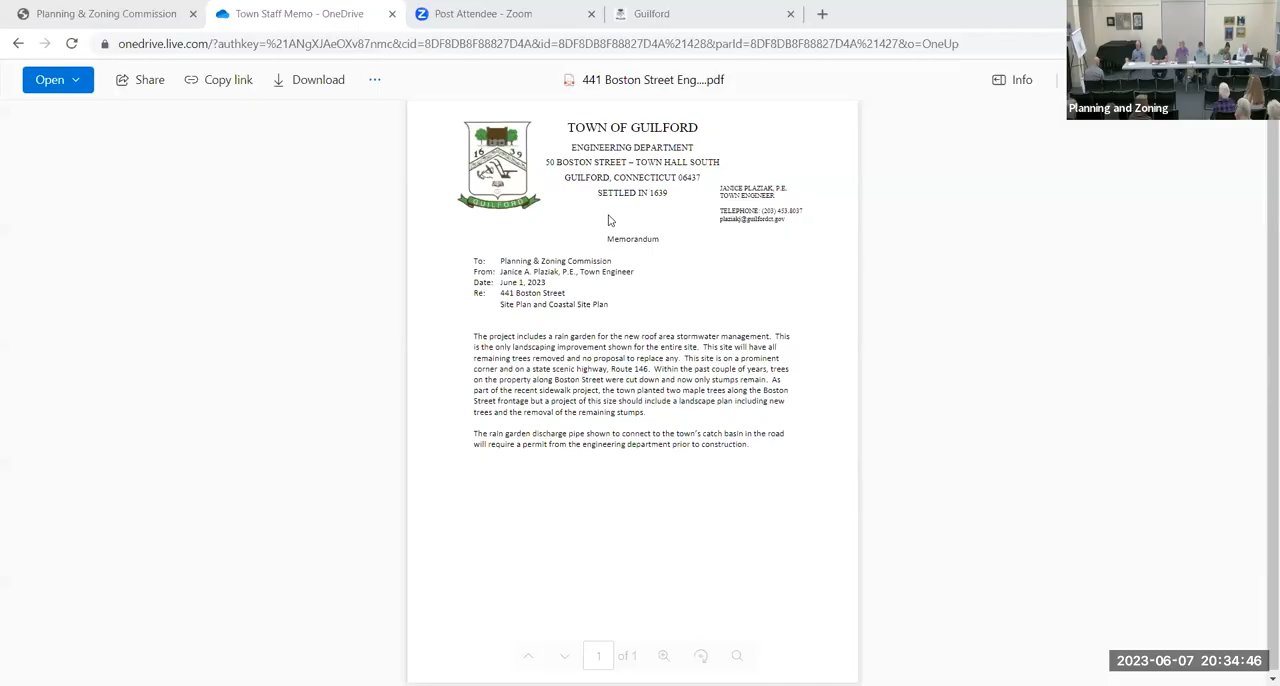 Planning & Zoning Commission
Town Staff Memo - OneDrive
Post Attendee - Zoom
Guilford
onedrive.live.com/?authkey=%21ANgXJAeOXv87nmc&cid=8DF8DB8F88827D4A&id=8DF8DB8F88827D4A%21428&parId=8DF8DB8F88827D4A%21427&o=OneUp
Open Share Copy link Download ... 441 Boston Street Eng....pdf Info
Planning and Zoning
TOWN OF GUILFORD
ENGINEERING DEPARTMENT
50 BOSTON STREET – TOWN HALL SOUTH
GUILFORD, CONNECTICUT 06437
SETTLED IN 1639
16 39
GUILFORD
JANICE PLAZIAK, P.E.
TOWN ENGINEER
TELEPHONE: (203) 453.8037
plaziakj@guilfordct.gov
Memorandum
To: Planning & Zoning Commission
From: Janice A. Plaziak, P.E., Town Engineer
Date: June 1, 2023
Re: 441 Boston Street
Site Plan and Coastal Site Plan
The project includes a rain garden for the new roof area stormwater management. This
is the only landscaping improvement shown for the entire site. This site will have all
remaining trees removed and no proposal to replace any. This site is on a prominent
corner and on a state scenic highway, Route 146. Within the past couple of years, trees
on the property along Boston Street were cut down and now only stumps remain. As
part of the recent sidewalk project, the town planted two maple trees along the Boston
Street frontage but a project of this size should include a landscape plan including new
trees and the removal of the remaining stumps.
The rain garden discharge pipe shown to connect to the town's catch basin in the road
will require a permit from the engineering department prior to construction.
1 of 1
2023-06-07 20:34:46